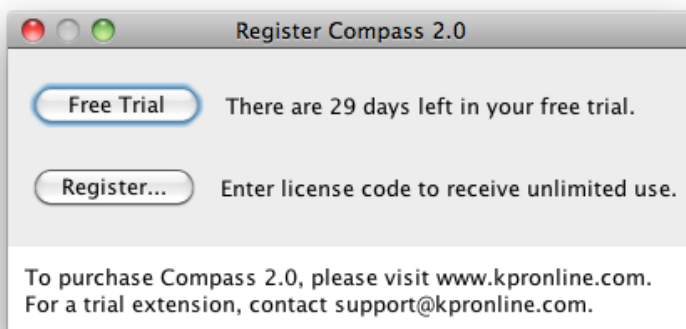 Register Compass 2.0
Free Trial There are 29 days left in your free trial.
Register... Enter license code to receive unlimited use.
To purchase Compass 2.0, please visit www.kpronline.com.
For a trial extension, contact support@kpronline.com.